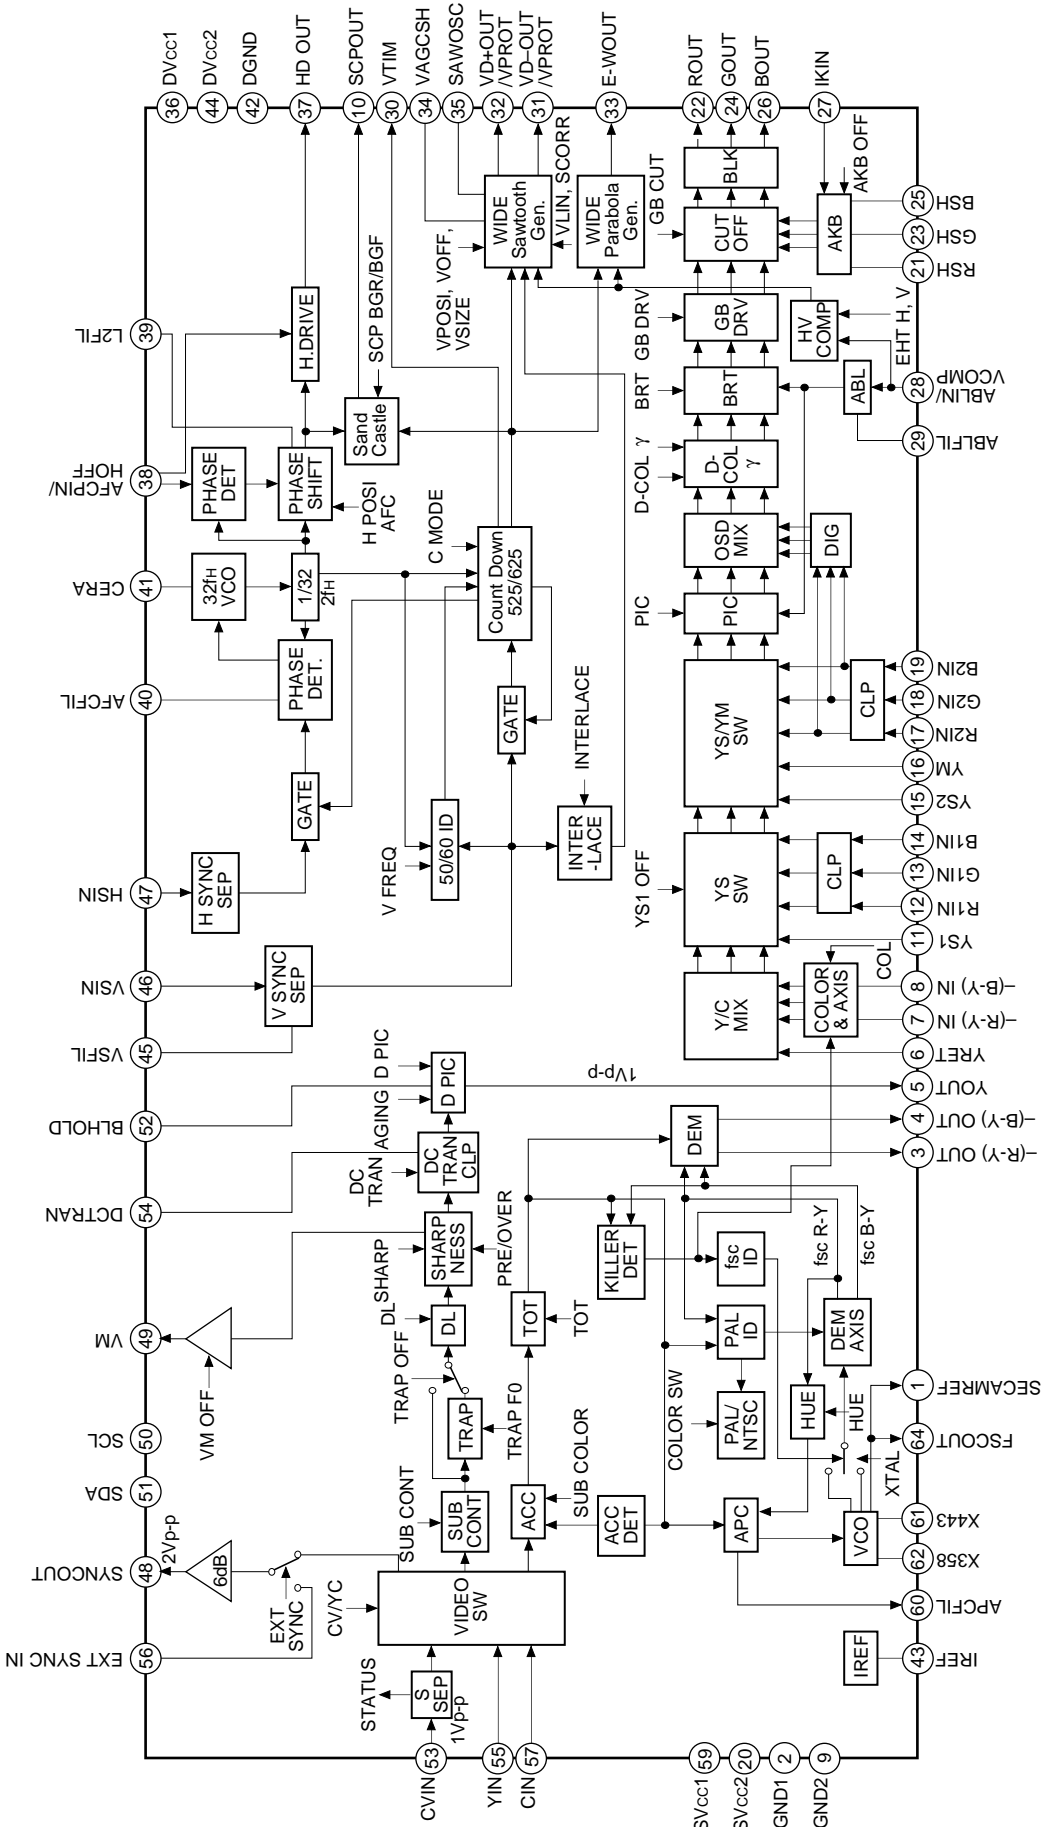 DVcc1
36
DVcc2
44
DGND
42
HD OUT
37
SCPOUT
10
VTIM
30
VAGCSH
34
SAWOSC
35
VD+OUT
/VPROT
32
VD–OUT
/VPROT
31
E-WOUT
33
ROUT
22
GOUT
24
BOUT
26
IKIN
27
L2FIL
39
AFCPIN/
HOFF
38
CERA
41
AFCFIL
40
HSIN
47
VSIN
46
VSFIL
45
BLHOLD
52
DCTRAN
54
VM
49
SCL
50
SDA
51
SYNCOUT
48
2Vp-p
EXT SYNC IN
56
H.DRIVE
PHASE
DET
PHASE
SHIFT
H POSI
AFC
32fH
VCO
1/32
2fH
PHASE
DET.
GATE
H SYNC
SEP
V SYNC
SEP
Sand
Castle
SCP BGR/BGF
VPOSI, VOFF,
VSIZE
WIDE
Sawtooth
Gen.
VLIN, SCORR
WIDE
Parabola
Gen.
C MODE
Count Down
525/625
GATE
V FREQ
50/60 ID
INTER
-LACE
INTERLACE
GB CUT
BLK
CUT
OFF
AKB
AKB OFF
GB DRV
GB
DRV
HV
COMP
EHT H, V
BRT
BRT
ABL
D-COL γ
D-
COL
γ
OSD
MIX
DIG
PIC
PIC
YS/YM
SW
CLP
YS1 OFF
YS
SW
CLP
Y/C
MIX
COLOR
& AXIS
COL
BSH
25
GSH
23
RSH
21
ABLIN/
VCOMP
28
ABLFIL
29
B2IN
19
G2IN
18
R2IN
17
YM
16
YS2
15
B1IN
14
G1IN
13
R1IN
12
YS1
11
–(B-Y) IN
8
–(R-Y) IN
7
YRET
6
YOUT
5
1Vp-p
–(B-Y) OUT
4
–(R-Y) OUT
3
D PIC
AGING
D PIC
DC
TRAN
DC
TRAN
CLP
SHARP
SHARP
NESS
PRE/OVER
DL
DL
TRAP OFF
TRAP
TRAP F0
SUB CONT
SUB
CONT
VM OFF
6dB
EXT
SYNC
CV/YC
VIDEO
SW
STATUS
S
SEP
1Vp-p
TOT
TOT
ACC
SUB COLOR
ACC
DET
DEM
KILLER
DET
fsc
ID
fsc R-Y
fsc B-Y
PAL
ID
DEM
AXIS
COLOR SW
PAL/
NTSC
HUE
HUE
XTAL
APC
VCO
IREF
SECAMREF
1
FSCOUT
64
X443
61
X358
62
APCFIL
60
IREF
43
CVIN
53
YIN
55
CIN
57
SVcc1
59
SVcc2
20
GND1
2
GND2
9